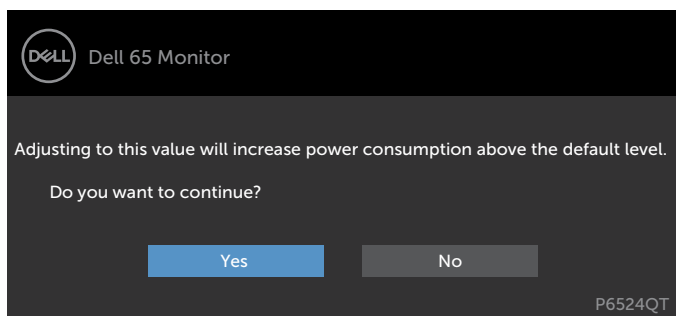 DELL
Dell 65 Monitor
Adjusting to this value will increase power consumption above the default level.
Do you want to continue?
Yes No
P6524QT